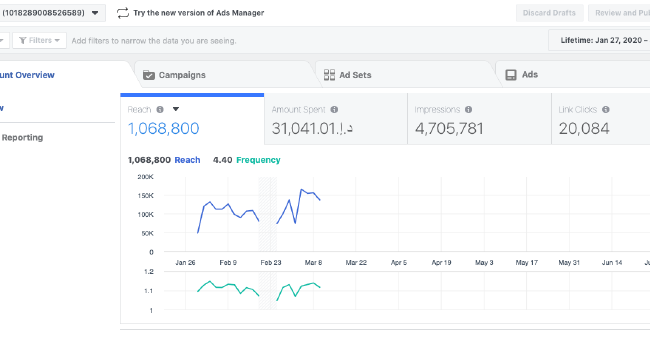 (1018289008526589)
Try the new version of Ads Manager
Discard Drafts
Review and Pu
Filters
Add filters to narrow the data you are seeing.
Lifetime: Jan 27, 2020 –
unt Overview
Campaigns
Ad Sets
Ads
w
Reporting
Reach
Amount Spent
Impressions
Link Clicks
1,068,800
31,041.01.د.إ
4,705,781
20,084
1,068,800 Reach
4.40 Frequency
200K
150K
100K
50K
0
Jan 26
Feb 9
Feb 23
Mar 8
Mar 22
Apr 5
Apr 19
May 3
May 17
May 31
Jun 14
Ju
1.2
1.1
1